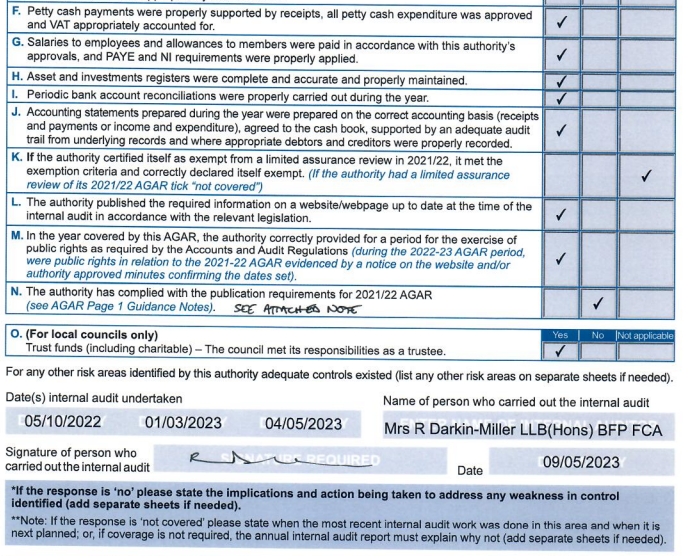 F. Petty cash payments were properly supported by receipts, all petty cash expenditure was approved
and VAT appropriately accounted for.
✓
G. Salaries to employees and allowances to members were paid in accordance with this authority's
approvals, and PAYE and NI requirements were properly applied.
✓
H. Asset and investments registers were complete and accurate and properly maintained.
✓
I. Periodic bank account reconciliations were properly carried out during the year.
✓
J. Accounting statements prepared during the year were prepared on the correct accounting basis (receipts
and payments or income and expenditure), agreed to the cash book, supported by an adequate audit
trail from underlying records and where appropriate debtors and creditors were properly recorded.
✓
K. If the authority certified itself as exempt from a limited assurance review in 2021/22, it met the
exemption criteria and correctly declared itself exempt. (If the authority had a limited assurance
review of its 2021/22 AGAR tick "not covered")
✓
L. The authority published the required information on a website/webpage up to date at the time of the
internal audit in accordance with the relevant legislation.
✓
M. In the year covered by this AGAR, the authority correctly provided for a period for the exercise of
public rights as required by the Accounts and Audit Regulations (during the 2022-23 AGAR period,
were public rights in relation to the 2021-22 AGAR evidenced by a notice on the website and/or
authority approved minutes confirming the dates set).
✓
N. The authority has complied with the publication requirements for 2021/22 AGAR
(see AGAR Page 1 Guidance Notes). SEE ATTACHED NOTE
✓
O. (For local councils only)
Yes No Not applicable
Trust funds (including charitable) – The council met its responsibilities as a trustee.
✓
For any other risk areas identified by this authority adequate controls existed (list any other risk areas on separate sheets if needed).
Date(s) internal audit undertaken
Name of person who carried out the internal audit
05/10/2022 01/03/2023 04/05/2023
Mrs R Darkin-Miller LLB(Hons) BFP FCA
Signature of person who
carried out the internal audit
SIGNATURE REQUIRED
Date
09/05/2023
*If the response is 'no' please state the implications and action being taken to address any weakness in control
identified (add separate sheets if needed).
**Note: If the response is 'not covered' please state when the most recent internal audit work was done in this area and when it is
next planned; or, if coverage is not required, the annual internal audit report must explain why not (add separate sheets if needed).